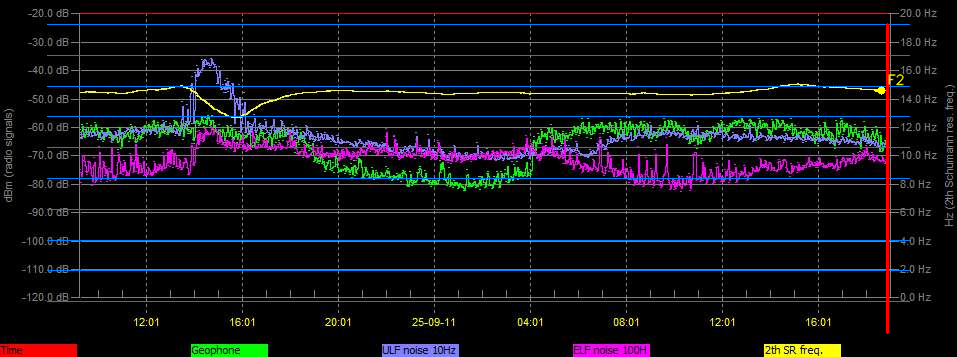 -20.0 dB 20.0 Hz
-30.0 dB 18.0 Hz
-40.0 dB 16.0 Hz
F2
-50.0 dB 14.0 Hz
-60.0 dB 12.0 Hz
-70.0 dB 10.0 Hz
-80.0 dB 8.0 Hz
-90.0 dB 6.0 Hz
-100.0 dB 4.0 Hz
-110.0 dB 2.0 Hz
-120.0 dB 0.0 Hz
dBm (radio signals)
Hz (2th Schumann res. freq.)
12:01 16:01 20:01 25-09-11 04:01 08:01 12:01 16:01
Time Geophone ULF noise 10Hz ELF noise 100H 2th SR freq.